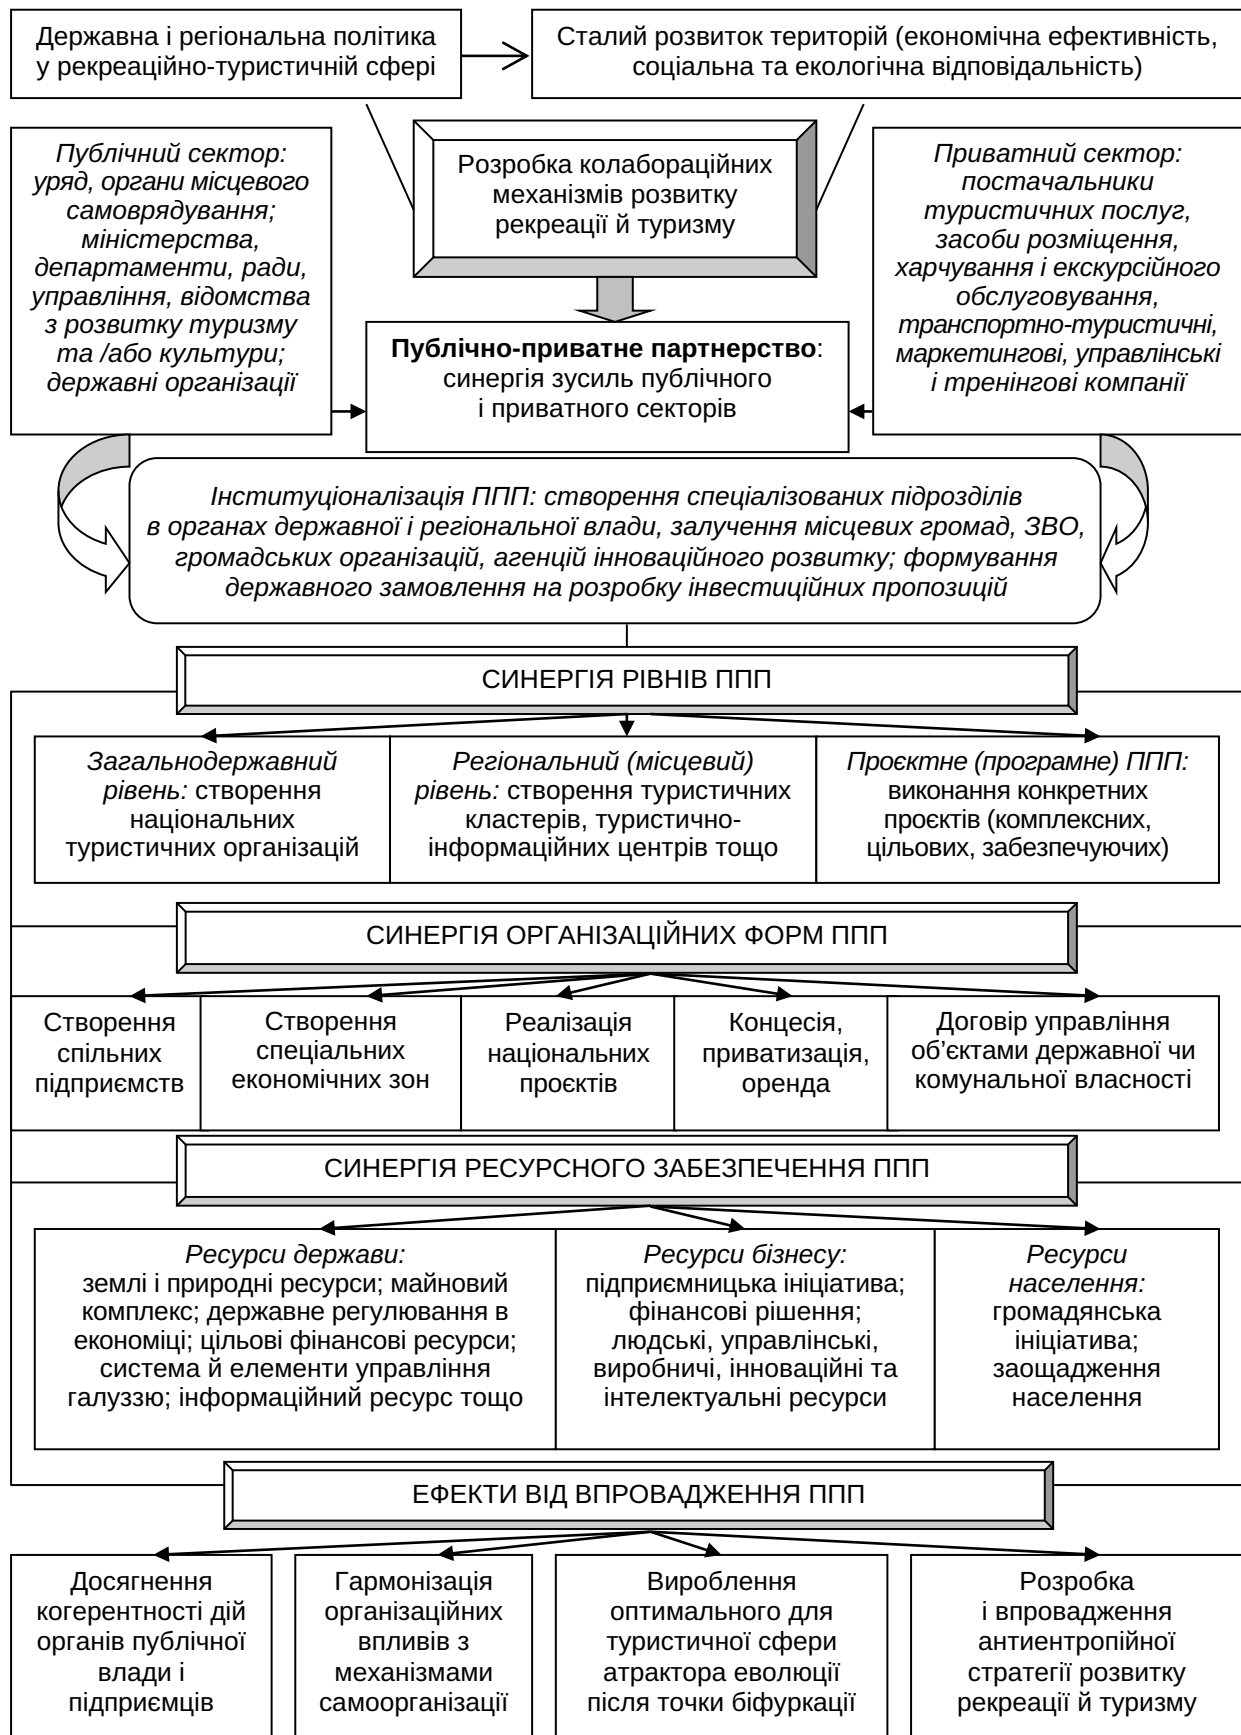 Державна і регіональна політика
у рекреаційно-туристичній сфері
Сталий розвиток територій (економічна ефективність,
соціальна та екологічна відповідальність)
Публічний сектор:
уряд, органи місцевого
самоврядування;
міністерства,
департаменти, ради,
управління, відомства
з розвитку туризму
та /або культури;
державні організації
Розробка колабораційних
механізмів розвитку
рекреації й туризму
Приватний сектор:
постачальники
туристичних послуг,
засоби розміщення,
харчування і екскурсійного
обслуговування,
транспортно-туристичні,
маркетингові, управлінські
і тренінгові компанії
Публічно-приватне партнерство:
синергія зусиль публічного
і приватного секторів
Інституціоналізація ППП: створення спеціалізованих підрозділів
в органах державної і регіональної влади, залучення місцевих громад, ЗВО,
громадських організацій, агенцій інноваційного розвитку; формування
державного замовлення на розробку інвестиційних пропозицій
СИНЕРГІЯ РІВНІВ ППП
Загальнодержавний
рівень: створення
національних
туристичних організацій
Регіональний (місцевий)
рівень: створення туристичних
кластерів, туристично-
інформаційних центрів тощо
Проєктне (програмне) ППП:
виконання конкретних
проєктів (комплексних,
цільових, забезпечуючих)
СИНЕРГІЯ ОРГАНІЗАЦІЙНИХ ФОРМ ППП
Створення
спільних
підприємств
Створення
спеціальних
економічних зон
Реалізація
національних
проєктів
Концесія,
приватизація,
оренда
Договір управління
об’єктами державної чи
комунальної власності
СИНЕРГІЯ РЕСУРСНОГО ЗАБЕЗПЕЧЕННЯ ППП
Ресурси держави:
землі і природні ресурси; майновий
комплекс; державне регулювання в
економіці; цільові фінансові ресурси;
система й елементи управління
галуззю; інформаційний ресурс тощо
Ресурси бізнесу:
підприємницька ініціатива;
фінансові рішення;
людські, управлінські,
виробничі, інноваційні та
інтелектуальні ресурси
Ресурси
населення:
громадянська
ініціатива;
заощадження
населення
ЕФЕКТИ ВІД ВПРОВАДЖЕННЯ ППП
Досягнення
когерентності дій
органів публічної
влади і
підприємців
Гармонізація
організаційних
впливів з
механізмами
самоорганізації
Вироблення
оптимального для
туристичної сфери
атрактора еволюції
після точки біфуркації
Розробка
і впровадження
антиентропійної
стратегії розвитку
рекреації й туризму